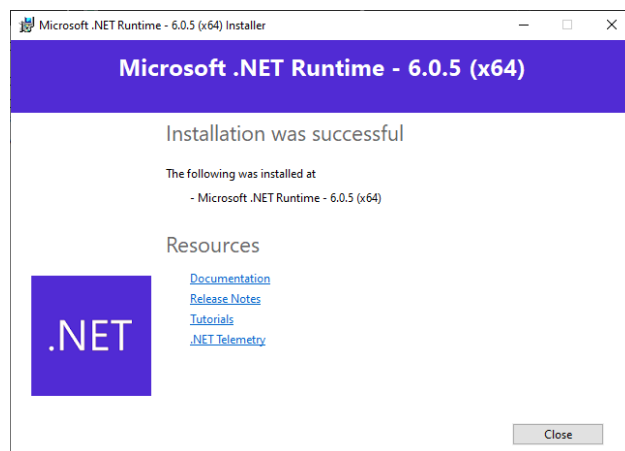 Microsoft .NET Runtime - 6.0.5 (x64) Installer
Microsoft .NET Runtime - 6.0.5 (x64)
Installation was successful
The following was installed at
- Microsoft .NET Runtime - 6.0.5 (x64)
Resources
Documentation
Release Notes
Tutorials
.NET Telemetry
.NET
Close